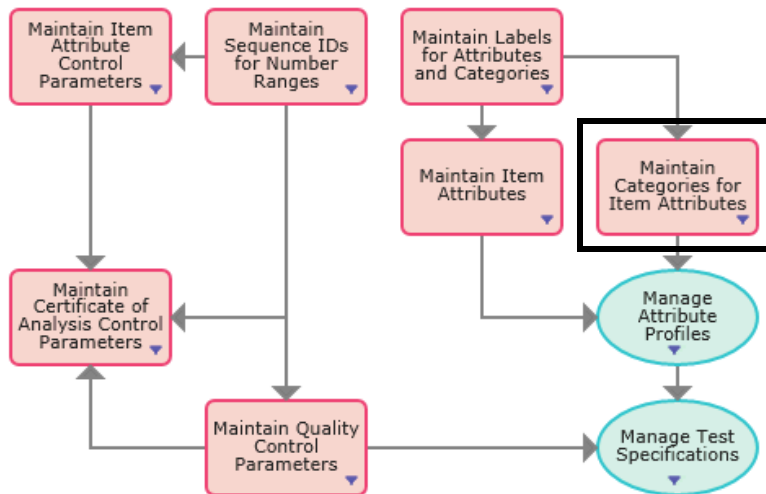 Maintain Item
Attribute
Control
Parameters
Maintain
Sequence IDs
for Number
Ranges
Maintain Labels
for Attributes
and Categories
Maintain Item
Attributes
Maintain
Categories for
Item Attributes
Maintain
Certificate of
Analysis Control
Parameters
Manage
Attribute
Profiles
Maintain Quality
Control
Parameters
Manage Test
Specifications